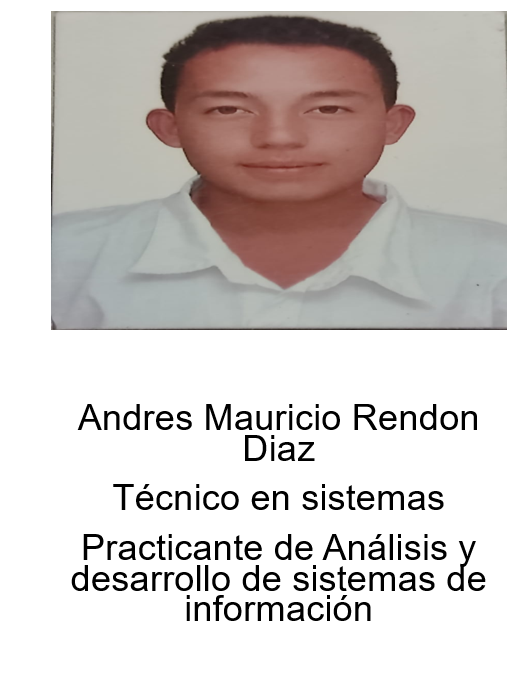 Andres Mauricio Rendon
Diaz
Técnico en sistemas
Practicante de Análisis y
desarrollo de sistemas de
información